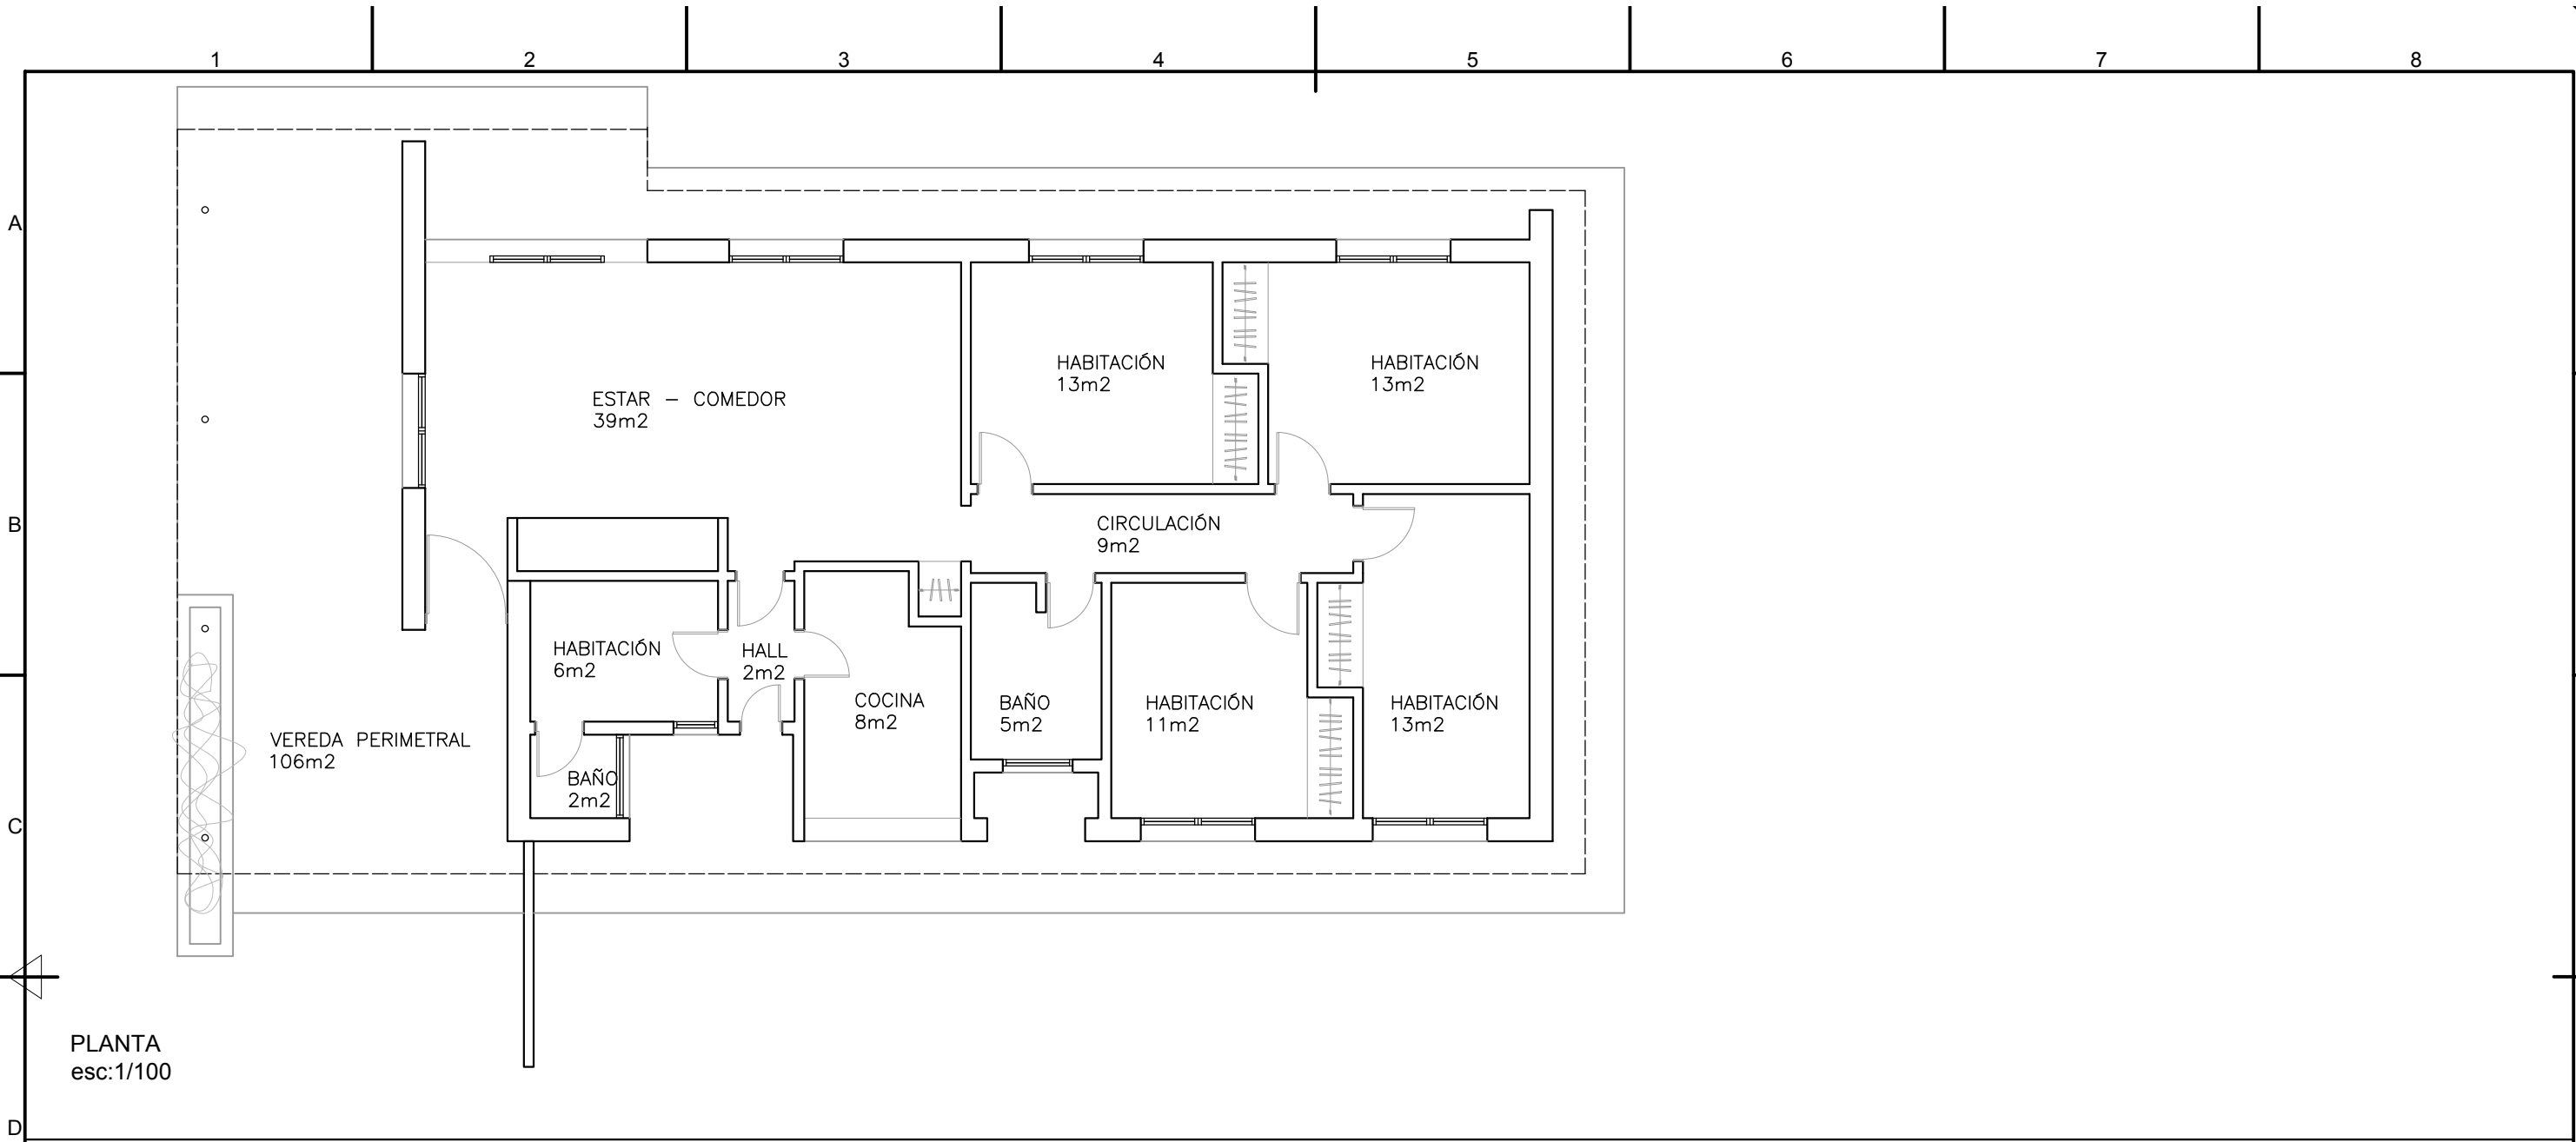 1 2 3 4 5 6 7 8
A
HABITACIÓN
13m2
HABITACIÓN
13m2
ESTAR - COMEDOR
39m2
B
CIRCULACIÓN
9m2
HABITACIÓN
6m2
HALL
2m2
COCINA
8m2
BAÑO
5m2
HABITACIÓN
11m2
HABITACIÓN
13m2
VEREDA PERIMETRAL
106m2
BAÑO
2m2
C
PLANTA
esc:1/100
D